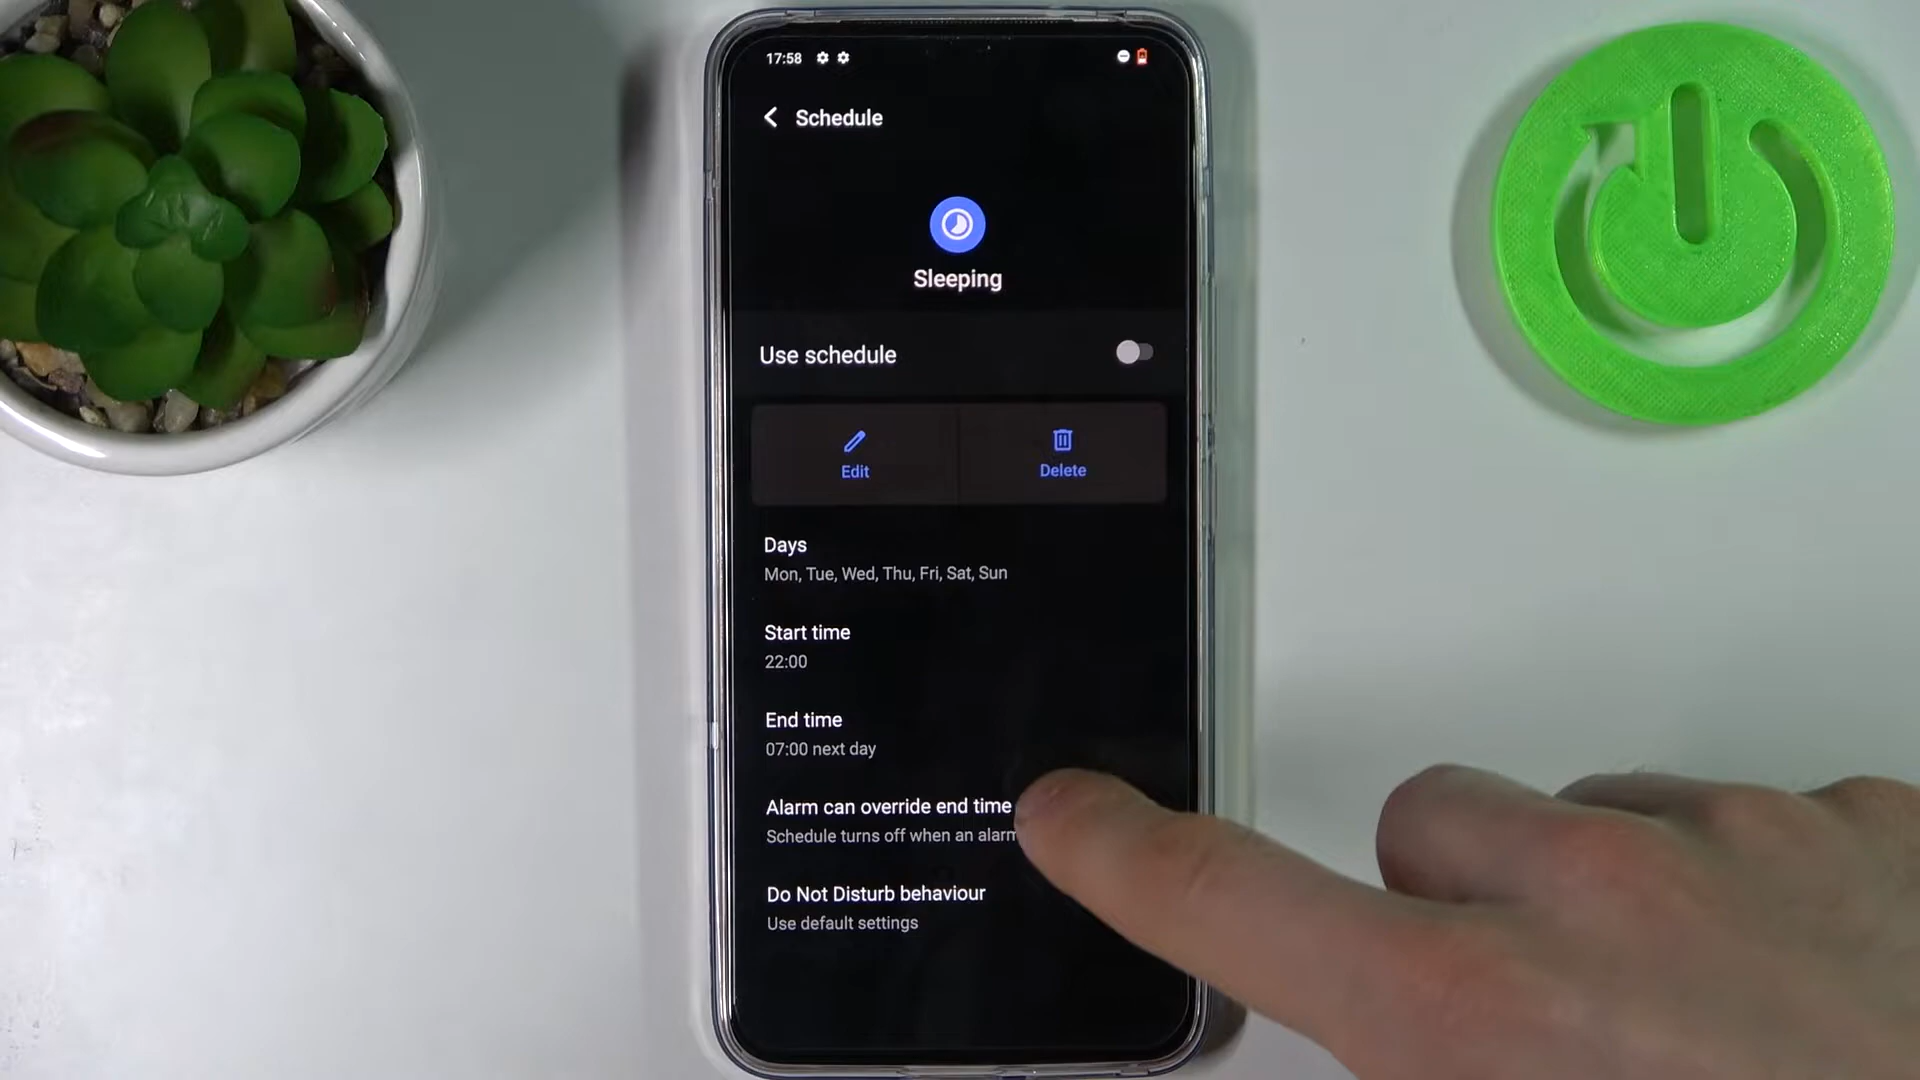 17:58
Schedule
Sleeping
Use schedule
Edit
Delete
Days
Mon, Tue, Wed, Thu, Fri, Sat, Sun
Start time
22:00
End time
07:00 next day
Alarm can override end time
Schedule turns off when an alarm
Do Not Disturb behaviour
Use default settings